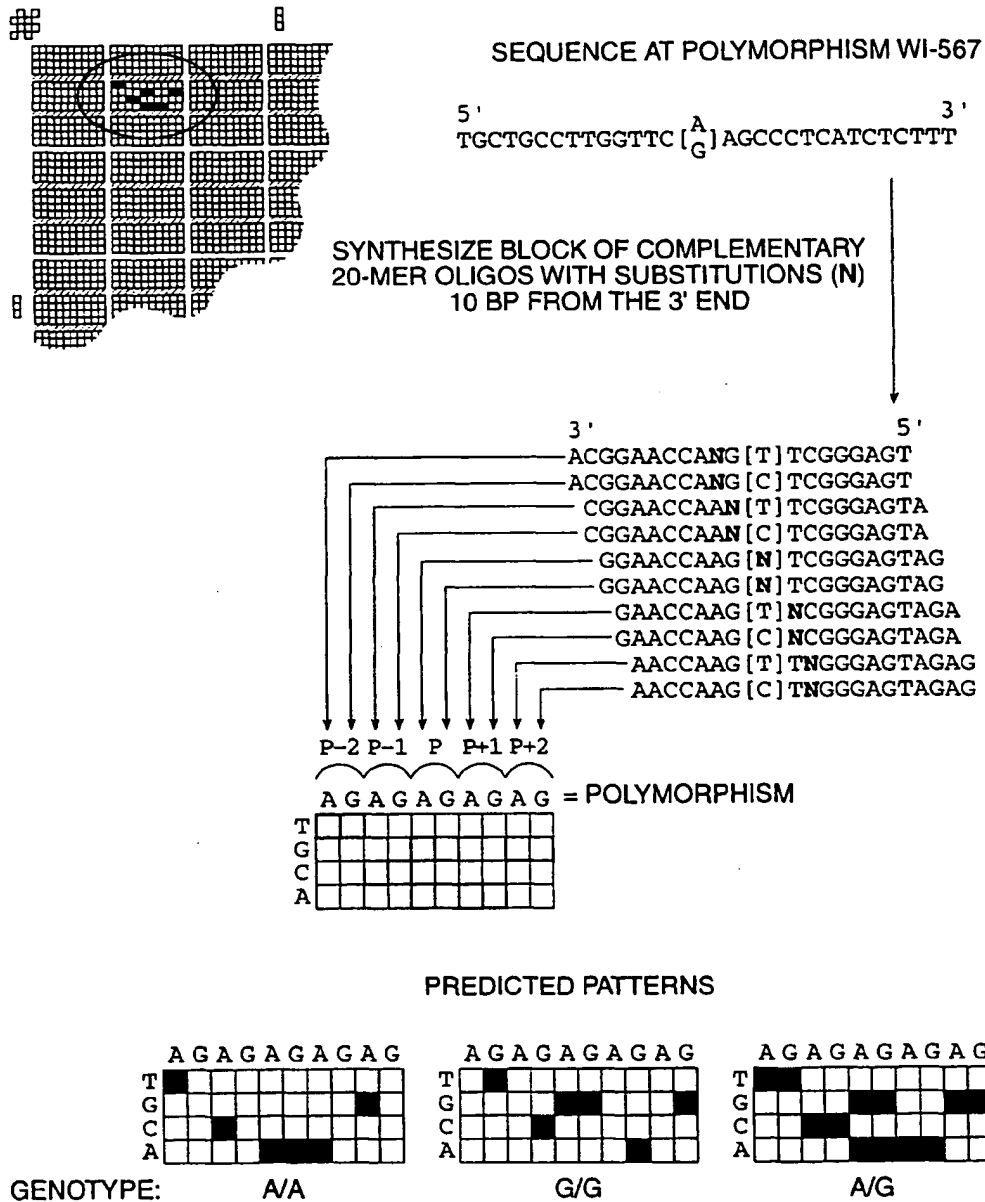 SEQUENCE AT POLYMORPHISM WI-567
5' 3'
TGCTGCCTTGGTTC[A/G]AGCCCTCATCTCTTT
SYNTHESIZE BLOCK OF COMPLEMENTARY
20-MER OLIGOS WITH SUBSTITUTIONS (N)
10 BP FROM THE 3' END
3' 5'
ACGGAACCANG[T]TCGGGAGT
ACGGAACCANG[C]TCGGGAGT
CGGAACCAAN[T]TCGGGAGTA
CGGAACCAAN[C]TCGGGAGTA
GGAACCAAG[N]TCGGGAGTAG
GGAACCAAG[N]TCGGGAGTAG
GAACCAAG[T]NCGGGAGTAGA
GAACCAAG[C]NCGGGAGTAGA
AACCAAG[T]TNGGGAGTAGAG
AACCAAG[C]TNGGGAGTAGAG
P-2 P-1 P P+1 P+2
A G A G A G A G A G = POLYMORPHISM
T
G
C
A
PREDICTED PATTERNS
A G A G A G A G A G
T
G
C
A
A G A G A G A G A G
T
G
C
A
A G A G A G A G A G
T
G
C
A
GENOTYPE: A/A G/G A/G